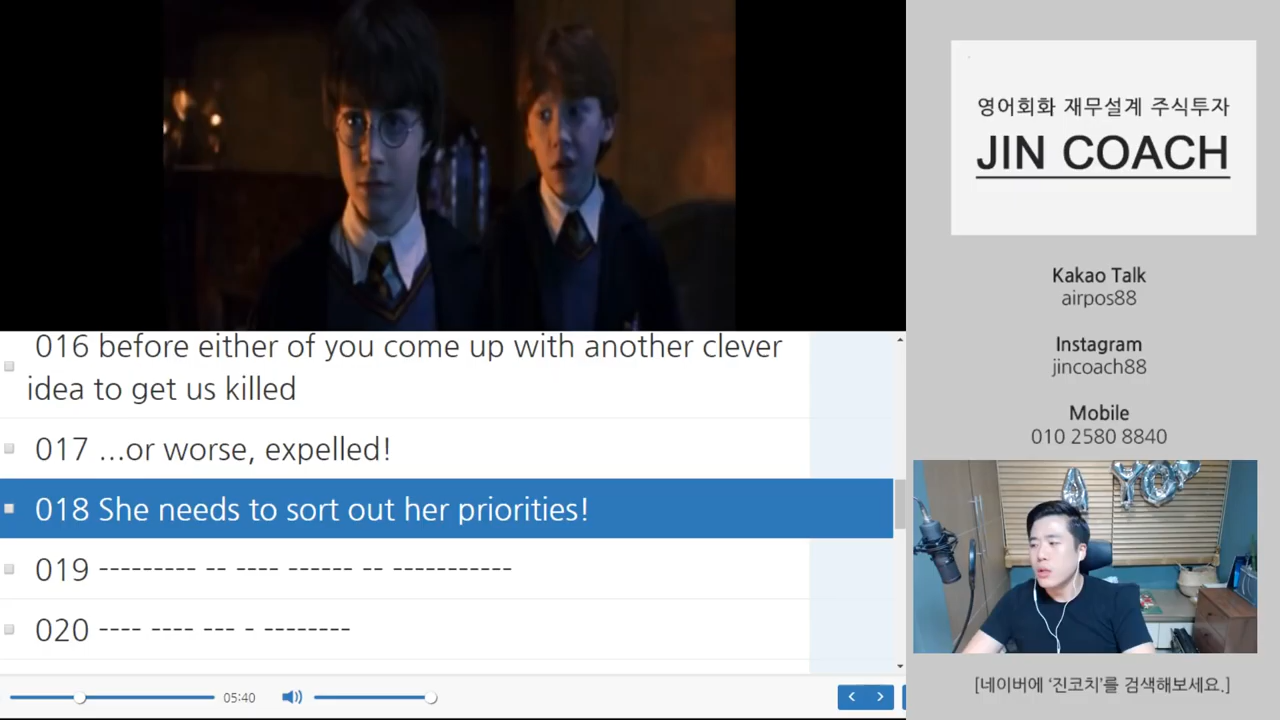 016 before either of you come up with another clever
idea to get us killed
017 ...or worse, expelled!
018 She needs to sort out her priorities!
019 --------- -- ---- ------ -- -----------
020 ---- ---- --- - --------
05:40
영어회화 재무설계 주식투자
JIN COACH
Kakao Talk
airpos88
Instagram
jincoach88
Mobile
010 2580 8840
A YO
[네이버에 '진코치'를 검색해보세요.]